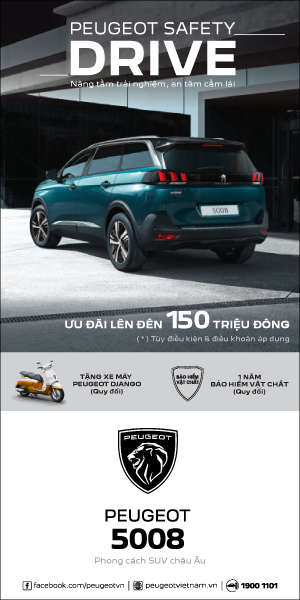 PEUGEOT SAFETY
DRIVE
Nâng tầm trải nghiệm, an tâm cầm lái
5008
ƯU ĐÃI LÊN ĐẾN 150 TRIỆU ĐỒNG
(*) Tùy điều kiện & điều khoản áp dụng
TẶNG XE MÁY
PEUGEOT DJANGO
(Quy đổi)
BẢO HIỂM
VẬT CHẤT
1 NĂM
BẢO HIỂM VẬT CHẤT
(Quy đổi)
PEUGEOT
PEUGEOT
5008
Phong cách SUV châu Âu
facebook.com/peugeotvn | peugeotvietnam.vn | 1900 1101